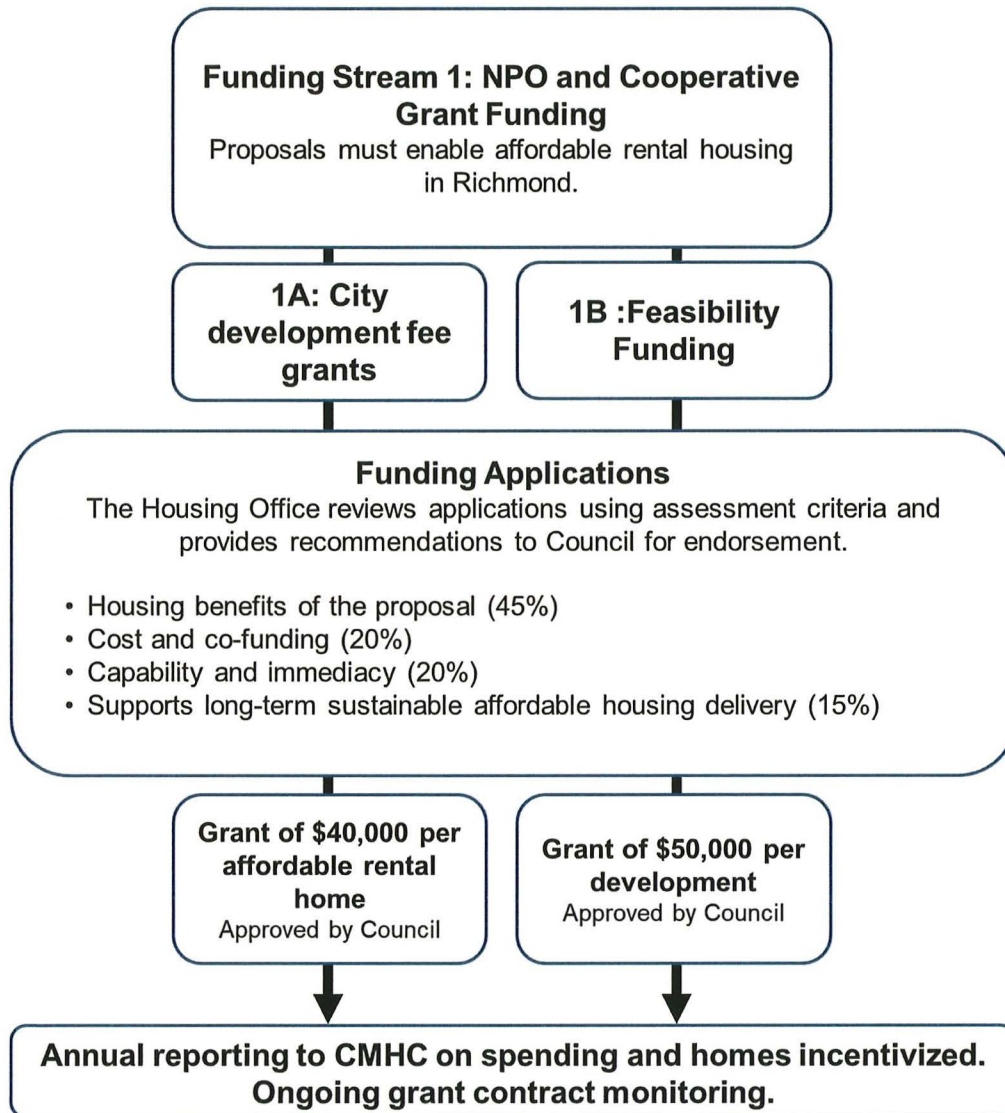 Funding Stream 1: NPO and Cooperative
Grant Funding
Proposals must enable affordable rental housing
in Richmond.
1A: City
development fee
grants
1B :Feasibility
Funding
Funding Applications
The Housing Office reviews applications using assessment criteria and
provides recommendations to Council for endorsement.
• Housing benefits of the proposal (45%)
• Cost and co-funding (20%)
• Capability and immediacy (20%)
• Supports long-term sustainable affordable housing delivery (15%)
Grant of $40,000 per
affordable rental
home
Approved by Council
Grant of $50,000 per
development
Approved by Council
Annual reporting to CMHC on spending and homes incentivized.
Ongoing grant contract monitoring.